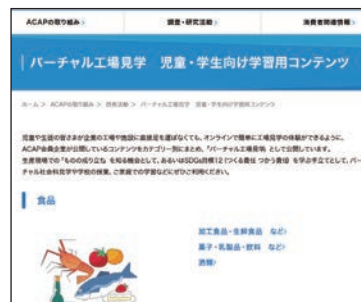 ACAPの取り組み
調査・研究活動
消費者関連情報
バーチャル工場見学 児童・学生向け学習用コンテンツ
ホーム > ACAPの取り組み > 啓発活動 > バーチャル工場見学 児童・学生向け学習用コンテンツ
児童や生徒の皆さまが企業の工場や施設に直接足を運ばなくても、オンラインで簡単に工場見学の体験ができるように、
ACAP会員企業が公開しているコンテンツをカテゴリー別にまとめ、「バーチャル工場見学」として公開しています。
生産現場での「ものの成り立ち」を知る機会として、あるいはSDGs目標12「つくる責任 つかう責任」を学ぶ手立てとして、バー
チャル社会科見学や学校の授業、ご家庭での学習などにぜひご利用ください。
食品
加工食品・生鮮食品 など>
菓子・乳製品・飲料 など>
酒類>